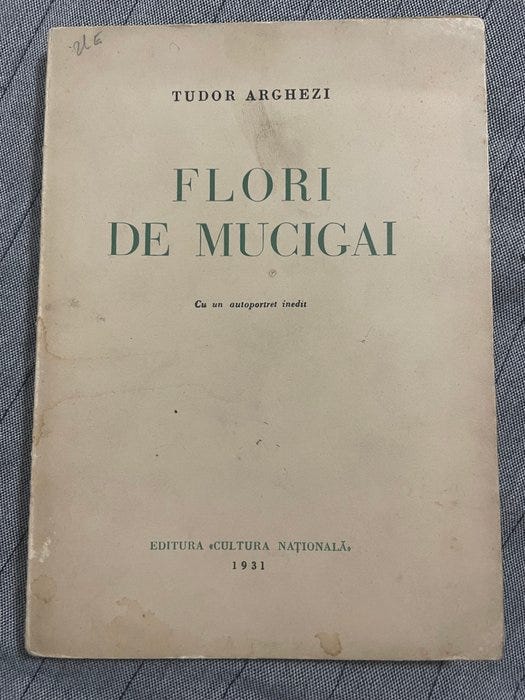 TUDOR ARGHEZI
FLORI
DE MUCIGAI
Cu un autoportret inedit
EDITURA «CULTURA NAȚIONALĂ»
1931